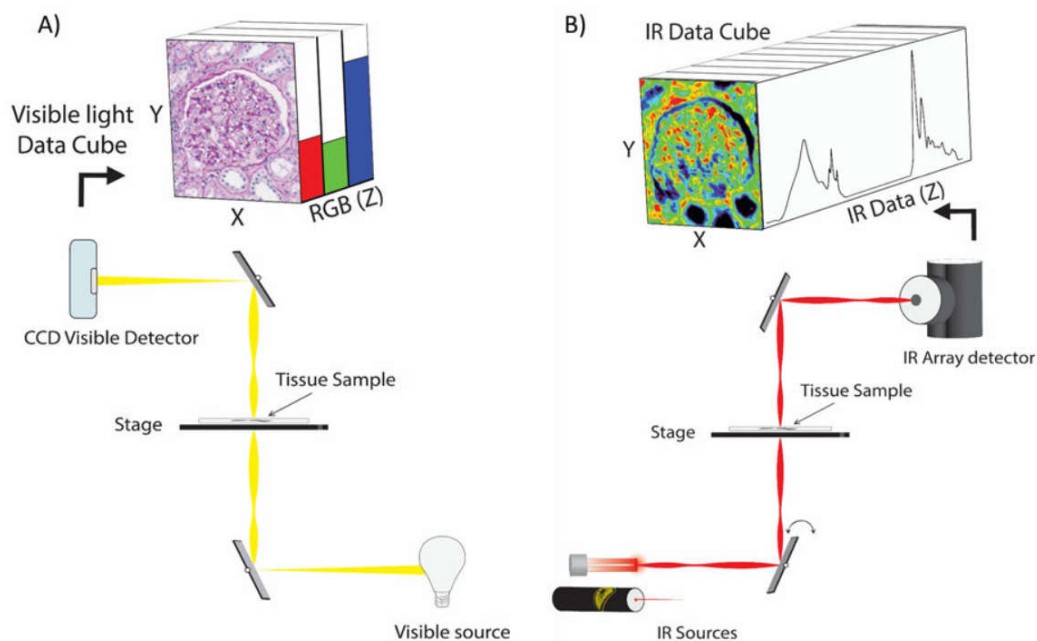 A)
Visible light
Data Cube
Y
X
RGB (Z)
CCD Visible Detector
Tissue Sample
Stage
Visible source
B)
IR Data Cube
Y
X
IR Data (Z)
IR Array detector
Tissue Sample
Stage
IR Sources